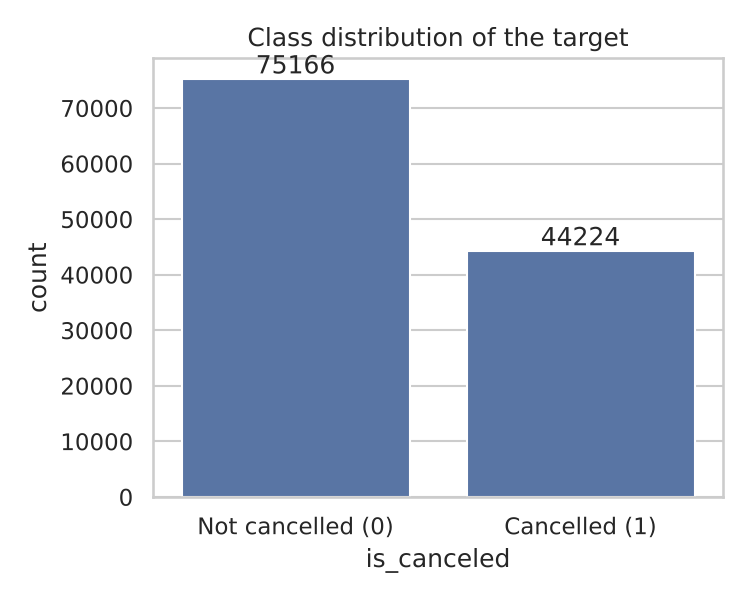 Class distribution of the target
75166
70000
60000
50000
44224
40000
30000
20000
10000
0
count
Not cancelled (0)
Cancelled (1)
is_canceled